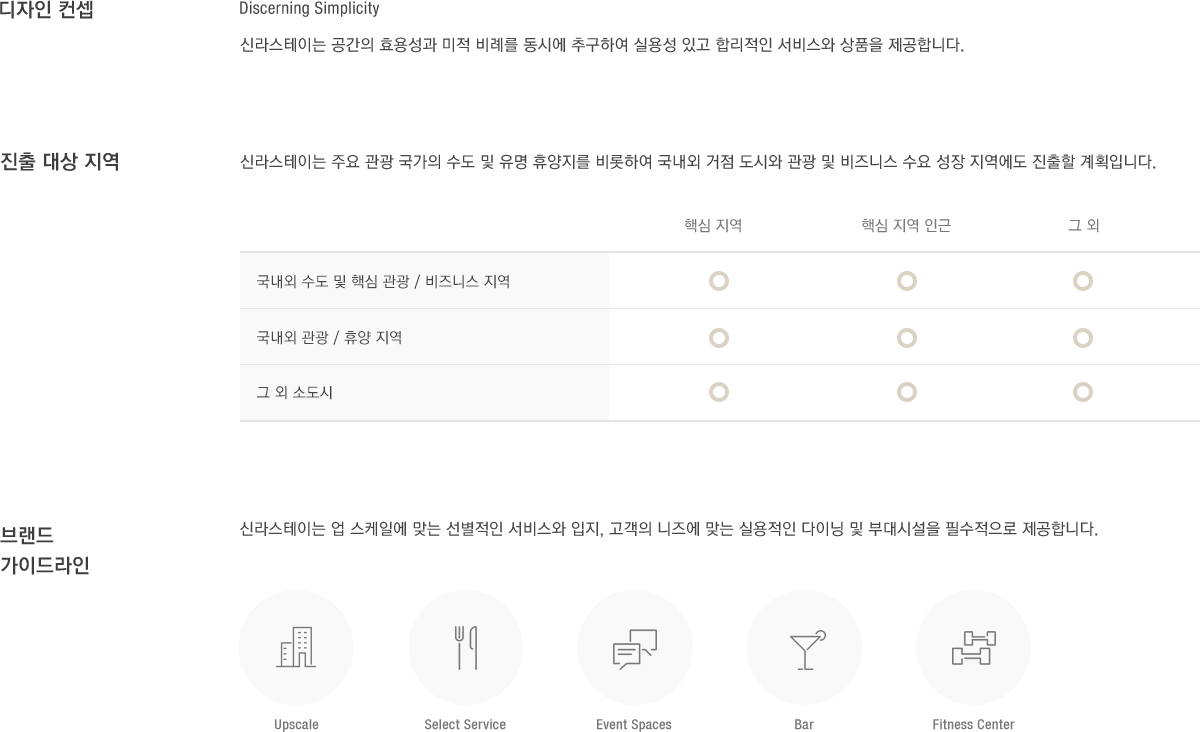 디자인 컨셉
Discerning Simplicity
신라스테이는 공간의 효용성과 미적 비례를 동시에 추구하여 실용성 있고 합리적인 서비스와 상품을 제공합니다.
진출 대상 지역
신라스테이는 주요 관광 국가의 수도 및 유명 휴양지를 비롯하여 국내외 거점 도시와 관광 및 비즈니스 수요 성장 지역에도 진출할 계획입니다.
핵심 지역 핵심 지역 인근 그 외
국내외 수도 및 핵심 관광 / 비즈니스 지역
국내외 관광 / 휴양 지역
그 외 소도시
브랜드
가이드라인
신라스테이는 업 스케일에 맞는 선별적인 서비스와 입지, 고객의 니즈에 맞는 실용적인 다이닝 및 부대시설을 필수적으로 제공합니다.
Upscale Select Service Event Spaces Bar Fitness Center